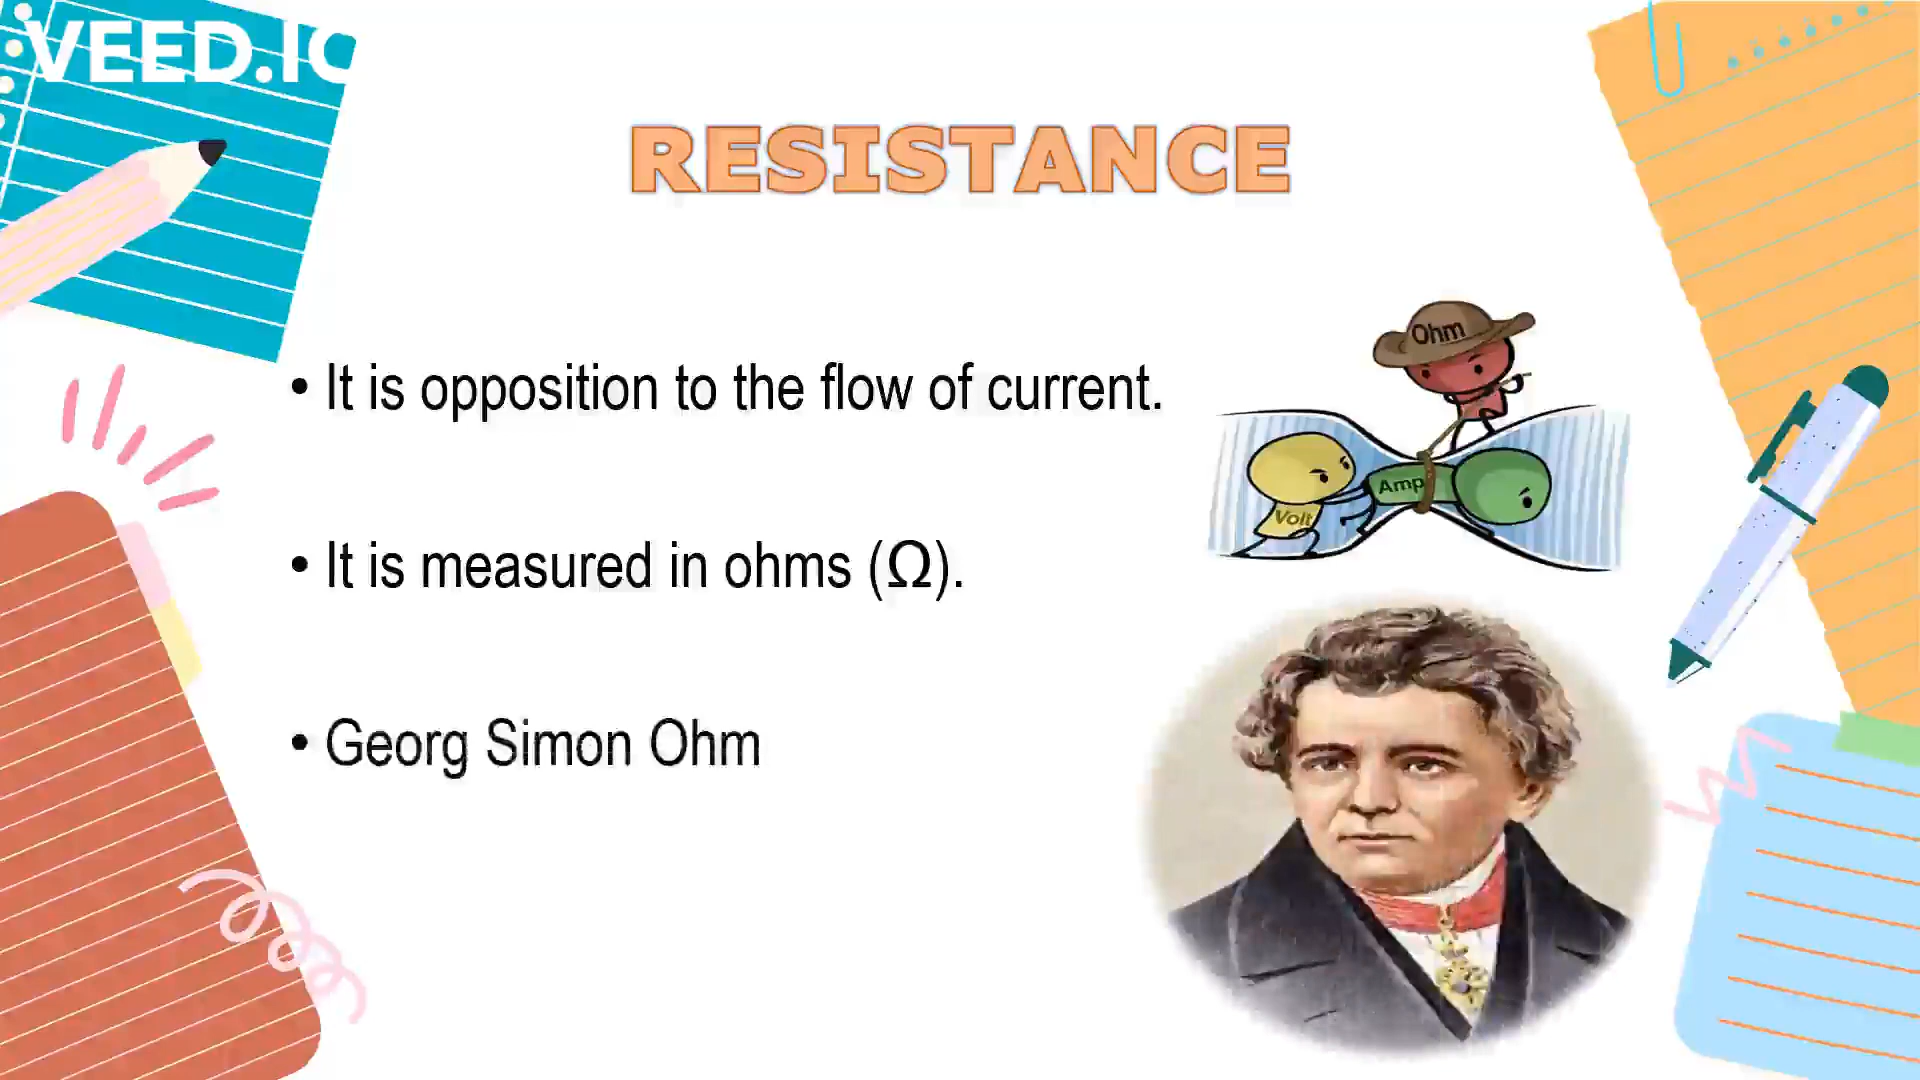 VEED.IO
RESISTANCE
• It is opposition to the flow of current.
• It is measured in ohms (Ω).
• Georg Simon Ohm
Ohm
Amp
Volt